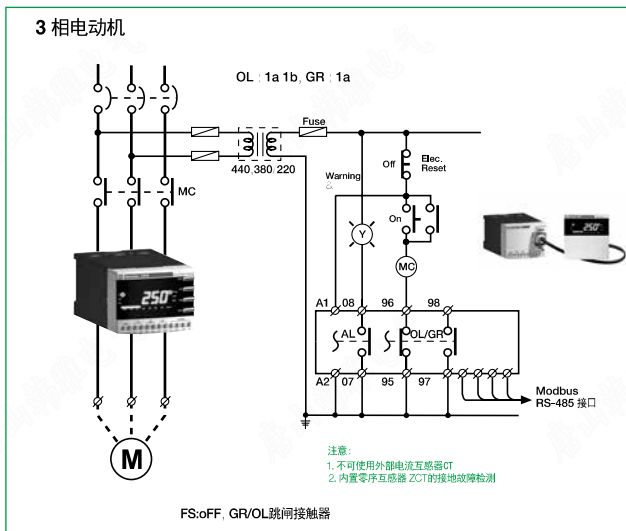 3 相电动机
OL : 1a 1b, GR : 1a
Fuse
440,380/220
Off
Elec.
Reset
Warning
&
MC
On
Y
MC
250
250
A1 08 96 98
AL
OL/GR
A2 07 95 97
Modbus
RS-485 接口
M
注意:
1. 不可使用外部电流互感器CT
2. 内置零序互感器 ZCT的接地故障检测
FS:oFF, GR/OL跳闸接触器